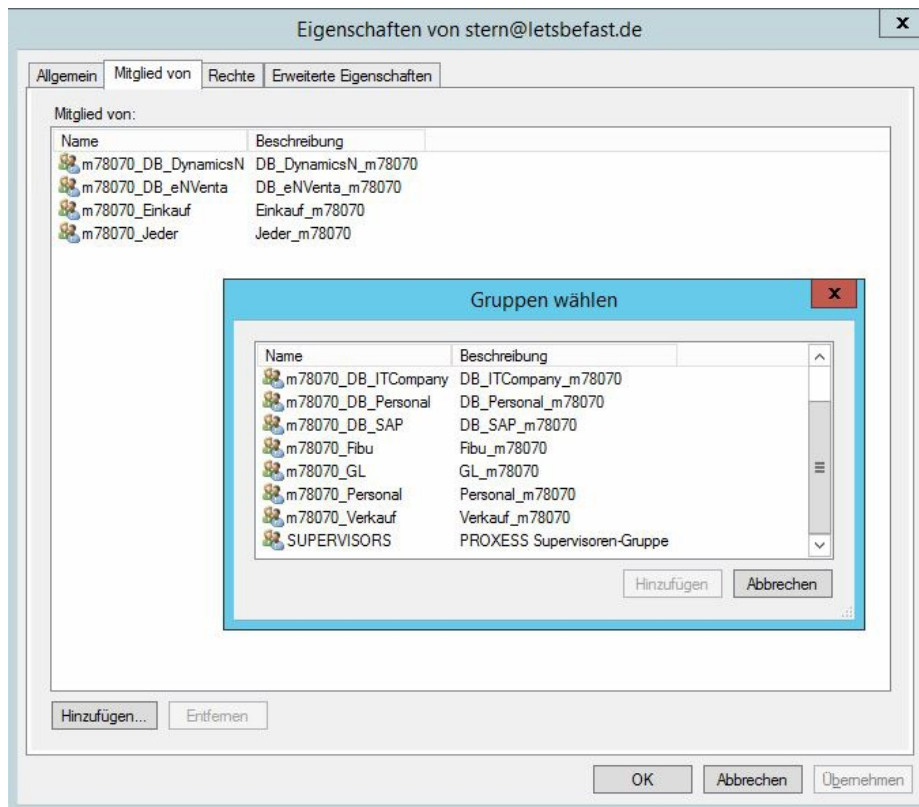 Eigenschaften von stern@letsbefast.de
x
Allgemein Mitglied von Rechte Erweiterte Eigenschaften
Mitglied von:
Name Beschreibung
m78070_DB_DynamicsN DB_DynamicsN_m78070
m78070_DB_eNVenta DB_eNVenta_m78070
m78070_Einkauf Einkauf_m78070
m78070_Jeder Jeder_m78070
Gruppen wählen
x
Name Beschreibung
m78070_DB_ITCompany DB_ITCompany_m78070
m78070_DB_Personal DB_Personal_m78070
m78070_DB_SAP DB_SAP_m78070
m78070_Fibu Fibu_m78070
m78070_GL GL_m78070
m78070_Personal Personal_m78070
m78070_Verkauf Verkauf_m78070
SUPERVISORS PROXESS Supervisoren-Gruppe
Hinzufügen Abbrechen
Hinzufügen... Entfernen
OK Abbrechen Übernehmen